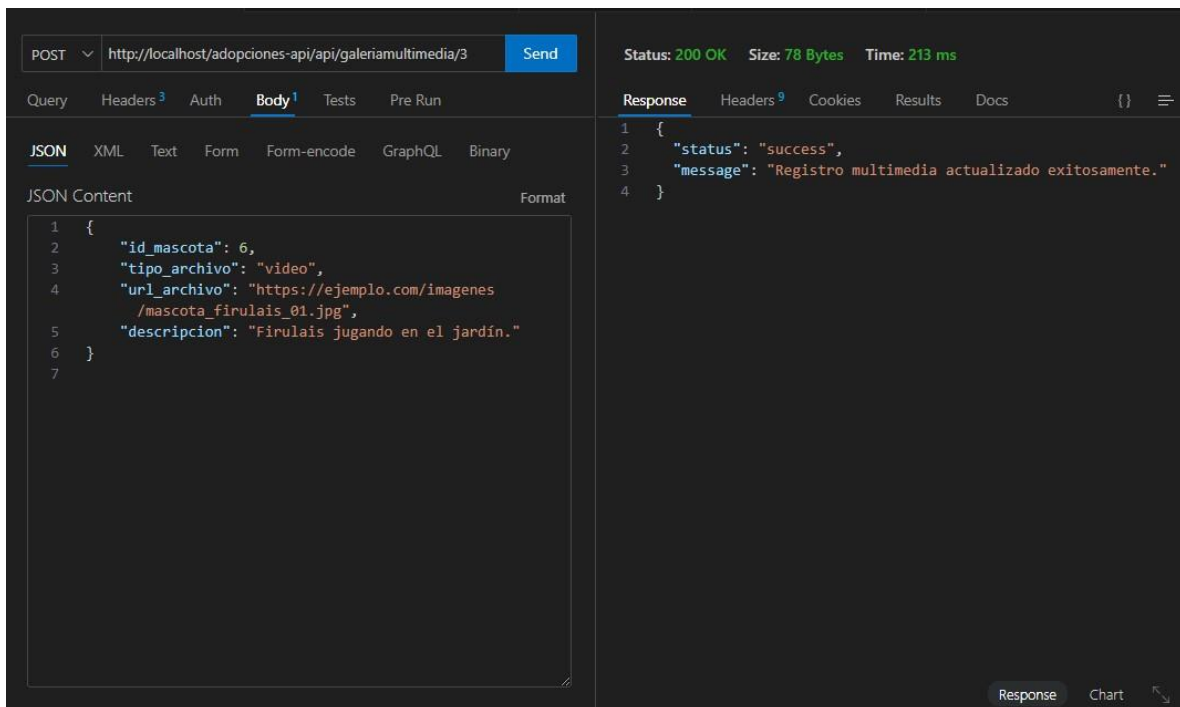 POST http://localhost/adopciones-api/api/galeriamultimedia/3 Send
Query Headers 3 Auth Body 1 Tests Pre Run
JSON XML Text Form Form-encode GraphQL Binary
JSON Content Format
1 {
2 "id_mascota": 6,
3 "tipo_archivo": "video",
4 "url_archivo": "https://ejemplo.com/imagenes
/mascota_firulais_01.jpg",
5 "descripcion": "Firulais jugando en el jardín."
6 }
7
Status: 200 OK Size: 78 Bytes Time: 213 ms
Response Headers 9 Cookies Results Docs {}
1 {
2 "status": "success",
3 "message": "Registro multimedia actualizado exitosamente."
4 }
Response Chart